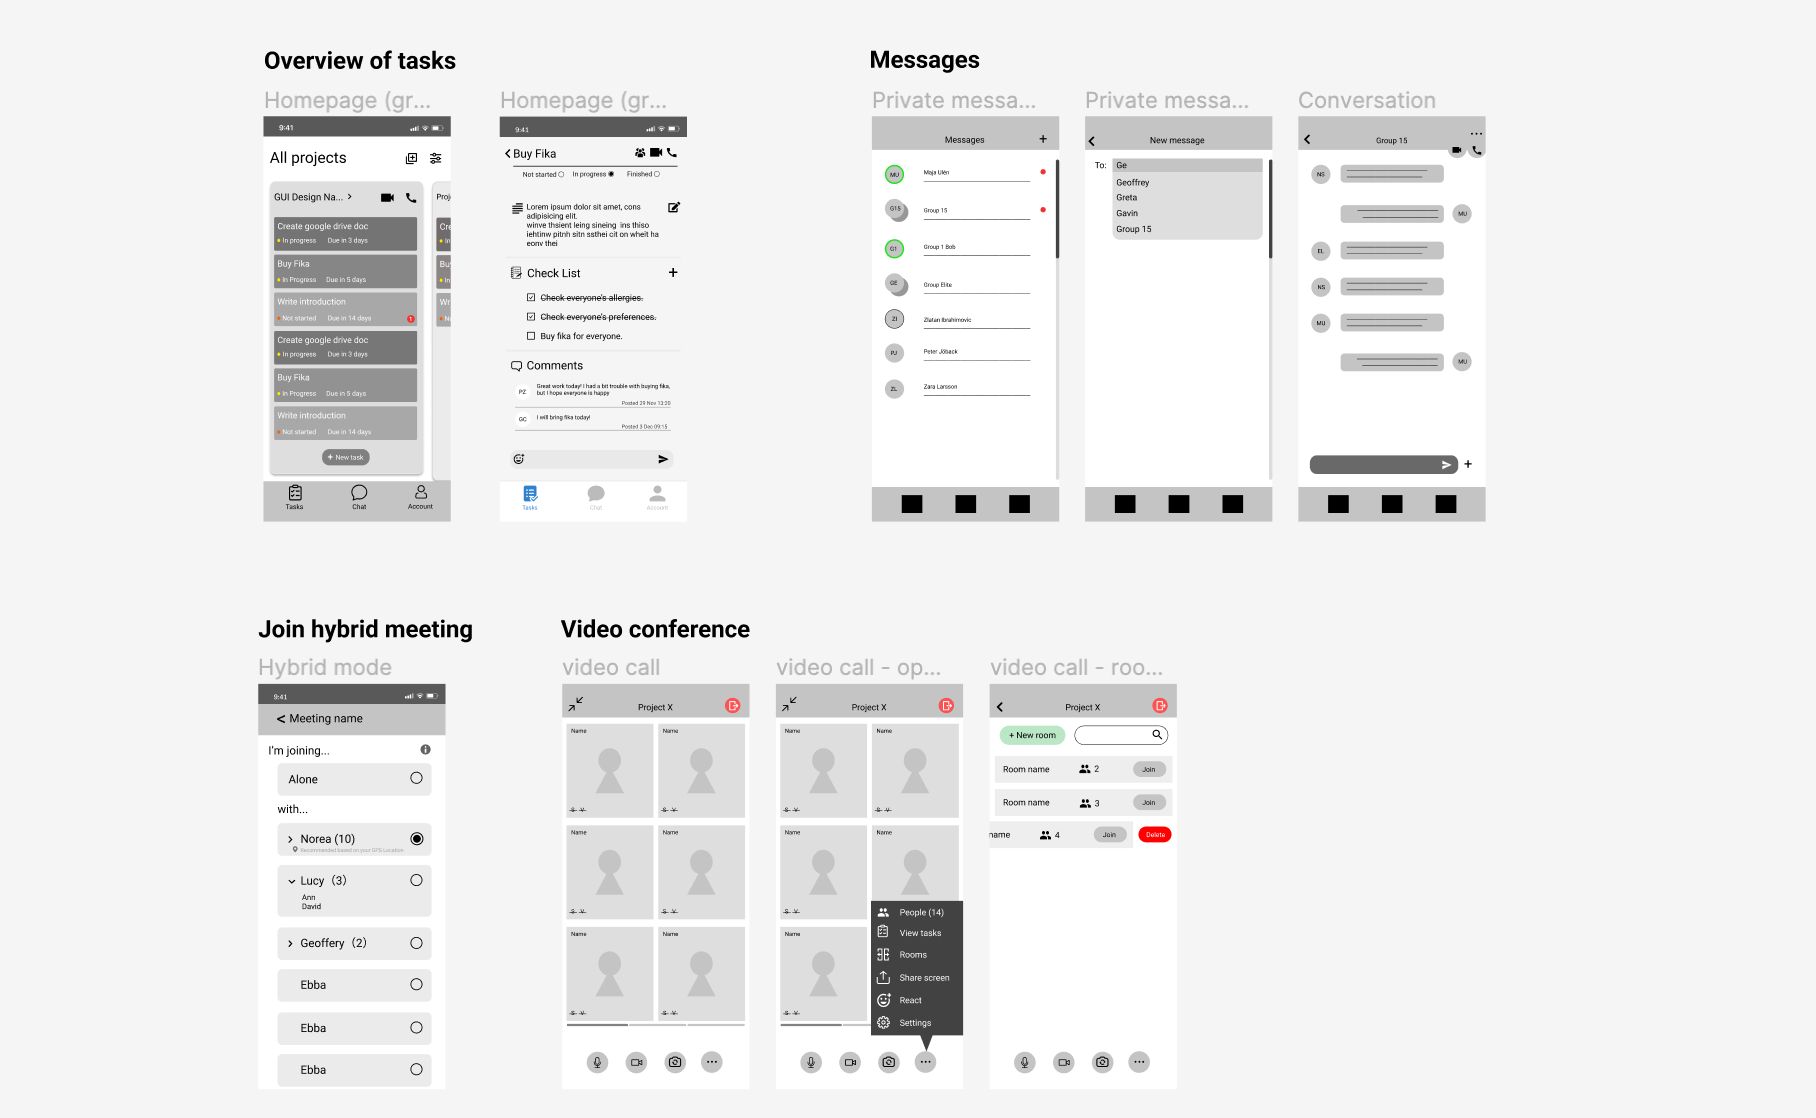 Overview of tasks
Homepage (gr...
9:41
All projects
GUI Design Na...
Create google drive doc
In progress Due in 3 days
Buy Fika
In Progress Due in 5 days
Write introduction
Not started Due in 14 days
1
Create google drive doc
In progress Due in 3 days
Buy Fika
In Progress Due in 5 days
Write introduction
Not started Due in 14 days
+ New task
Proj
Cre
In
Bu
In
Wr
N
Tasks Chat Account
Homepage (gr...
9:41
Buy Fika
Not started In progress Finished
Lorem ipsum dolor sit amet, cons
adipisicing elit.
winve thsient leing sineing ins thiso
iehtinw pitnh sitn ssthei cit on wheit ha
eonv thei
Check List
Check everyone's allergies.
Check everyone's preferences.
Buy fika for everyone.
Comments
PZ
Great work today! I had a bit trouble with buying fika,
but I hope everyone is happy
Posted 29 Nov 13:20
GC
I will bring fika today!
Posted 3 Dec 09:15
Tasks Chat Account
Messages
Private messa...
Messages
MU Maja Ulén
G15 Group 15
G1 Group 1 Bob
GE Group Elite
ZI Zlatan Ibrahimovic
PJ Peter Jöback
ZL Zara Larsson
Private messa...
New message
To: Ge
Geoffrey
Greta
Gavin
Group 15
Conversation
Group 15
NS
MU
EL
NS
MU
MU
Join hybrid meeting
Hybrid mode
9:41
< Meeting name
I'm joining...
Alone
with...
Norea (10)
Recommended based on your GPS Location
Lucy (3)
Ann
David
Geoffery (2)
Ebba
Ebba
Ebba
Video conference
video call
Project X
Name Name
S V S V
Name Name
S V S V
Name Name
S V S V
video call - op...
Project X
Name Name
S V S V
Name Name
S V
Name
S V
People (14)
View tasks
Rooms
Share screen
React
Settings
video call - roo...
Project X
+ New room
Room name 2 Join
Room name 3 Join
name 4 Join Delete